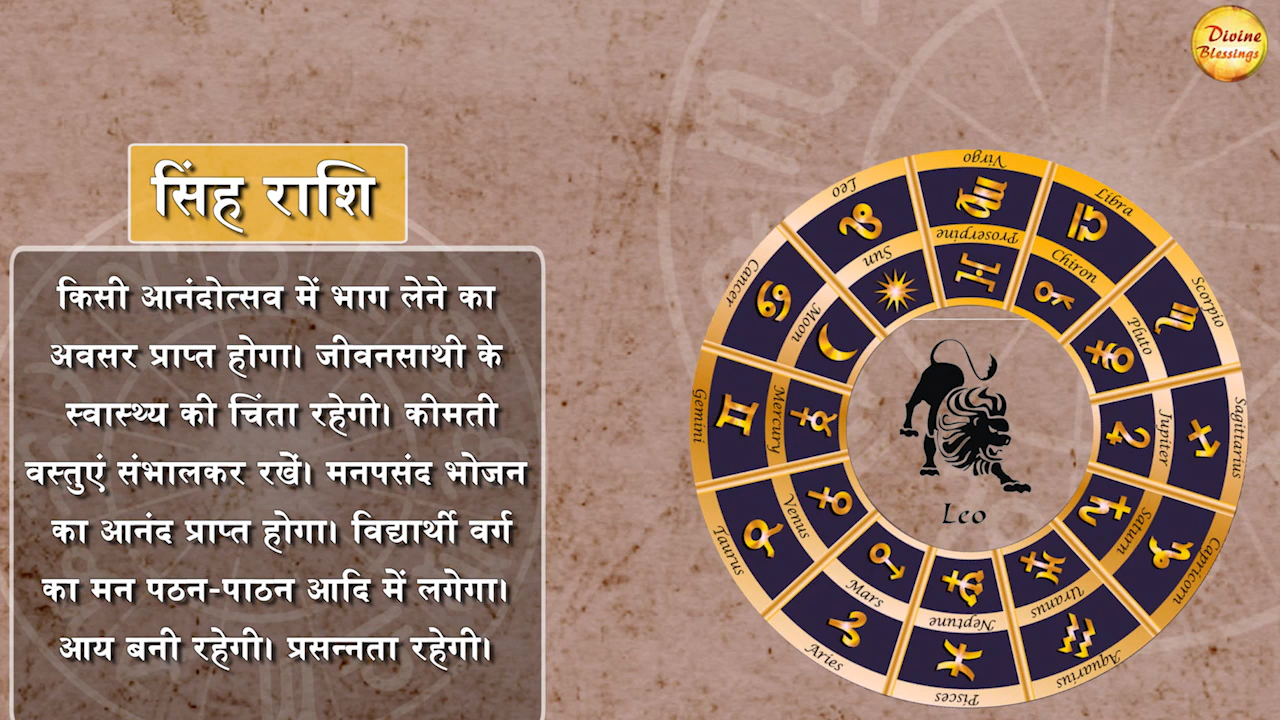 Divine
Blessings
सिंह राशि
किसी आनंदोत्सव में भाग लेने का
अवसर प्राप्त होगा। जीवनसाथी के
स्वास्थ्य की चिंता रहेगी। कीमती
वस्तुएं संभालकर रखें। मनपसंद भोजन
का आनंद प्राप्त होगा। विद्यार्थी वर्ग
का मन पठन-पाठन आदि में लगेगा।
आय बनी रहेगी। प्रसन्नता रहेगी।
Virgo
Libra
Scorpio
Sagittarius
Capricorn
Aquarius
Pisces
Aries
Taurus
Gemini
Cancer
Leo
Proserpine
Chiron
Pluto
Jupiter
Saturn
Uranus
Neptune
Mars
Venus
Mercury
Moon
Sun
Leo